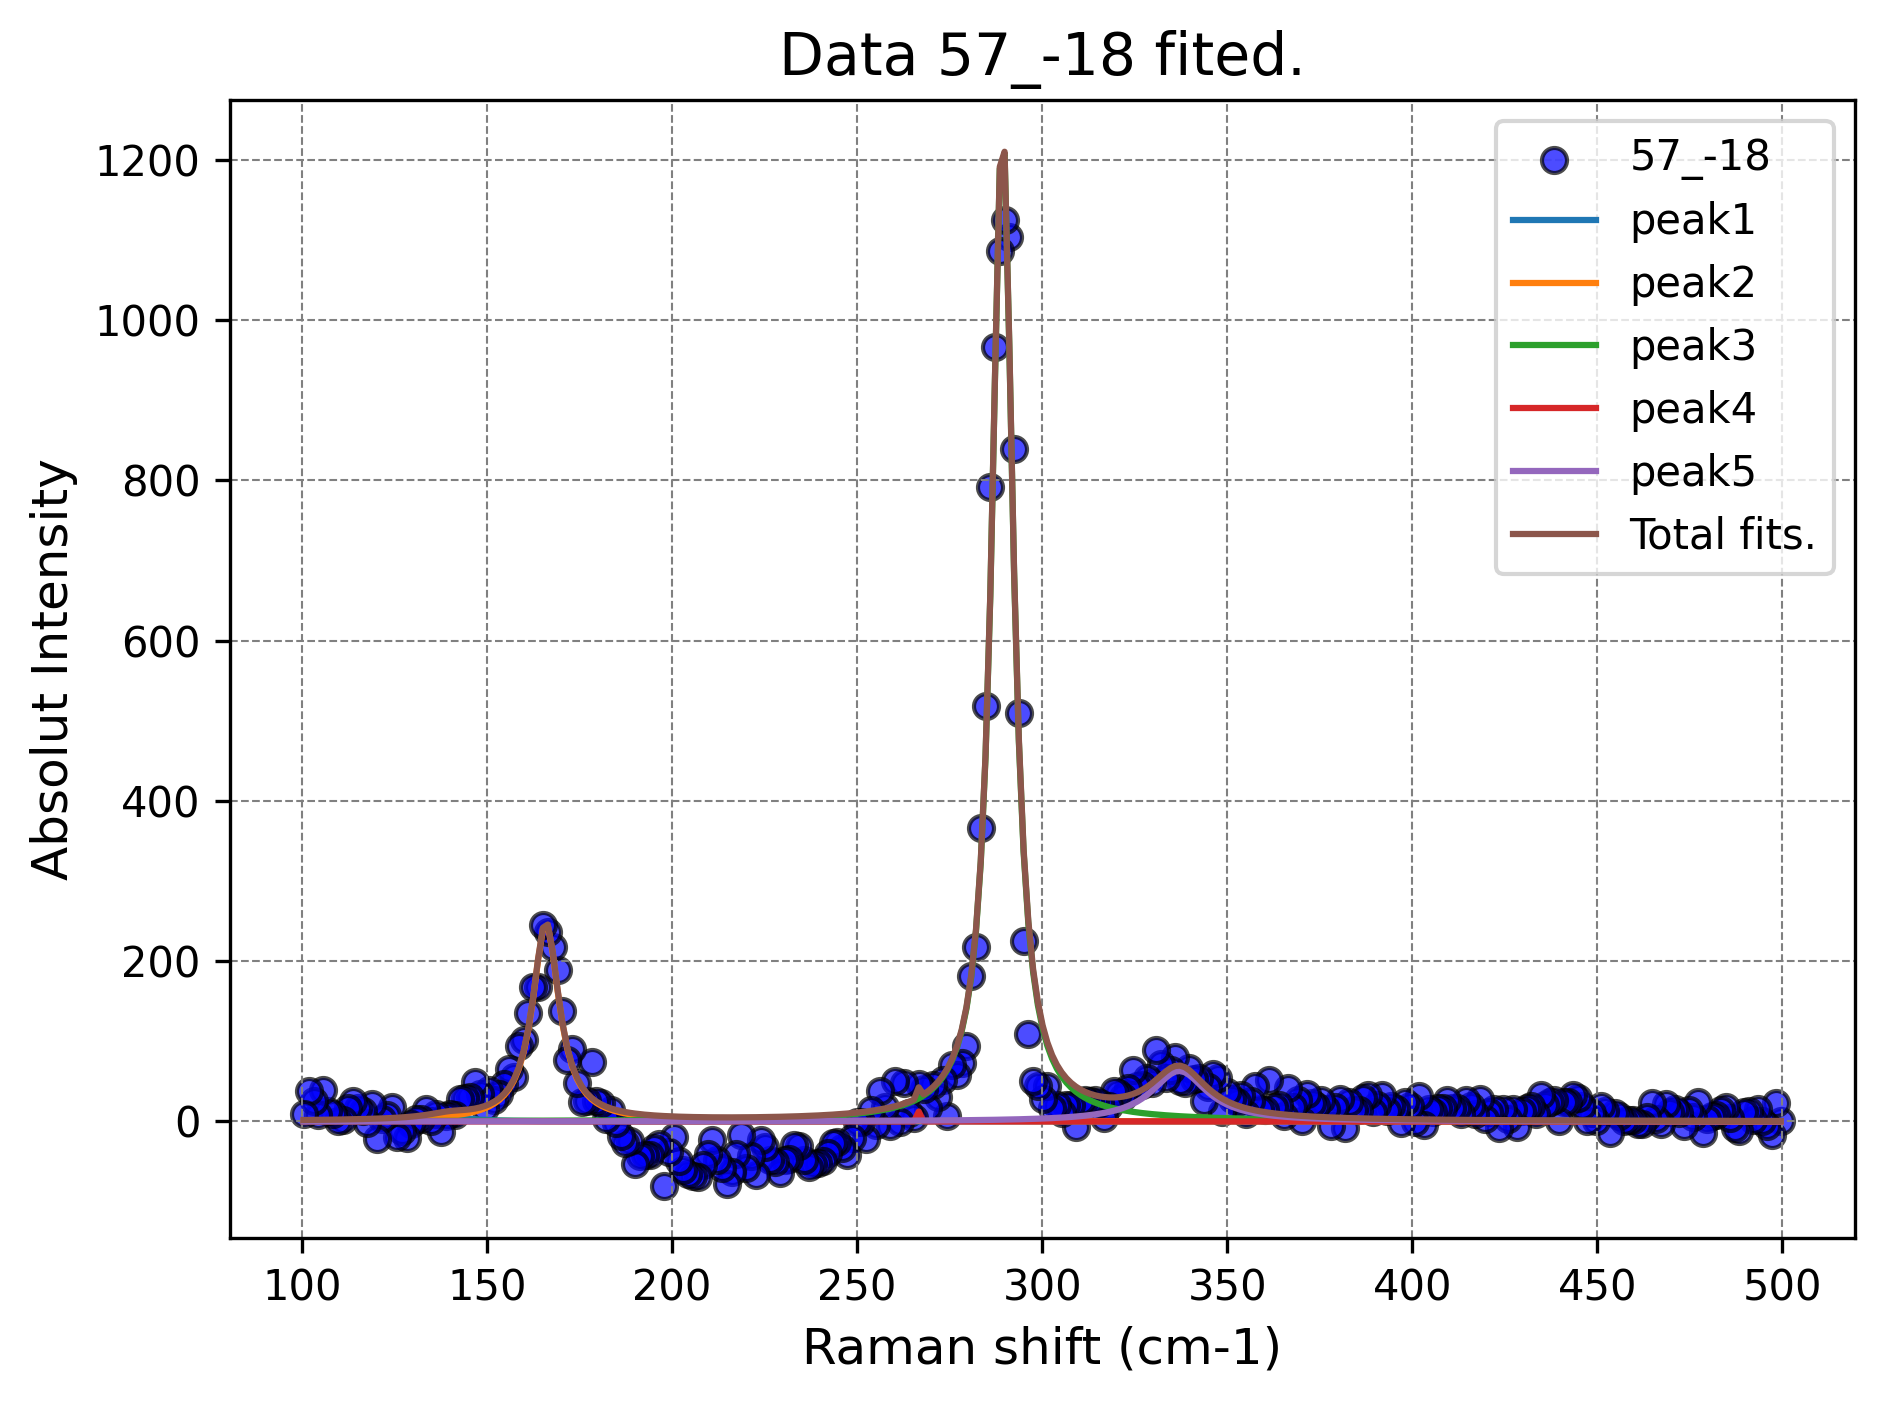 Data 57_-18 fited.
57_-18
peak1
peak2
peak3
peak4
peak5
Total fits.
Absolut Intensity
1200
1000
800
600
400
200
0
100 150 200 250 300 350 400 450 500
Raman shift (cm-1)